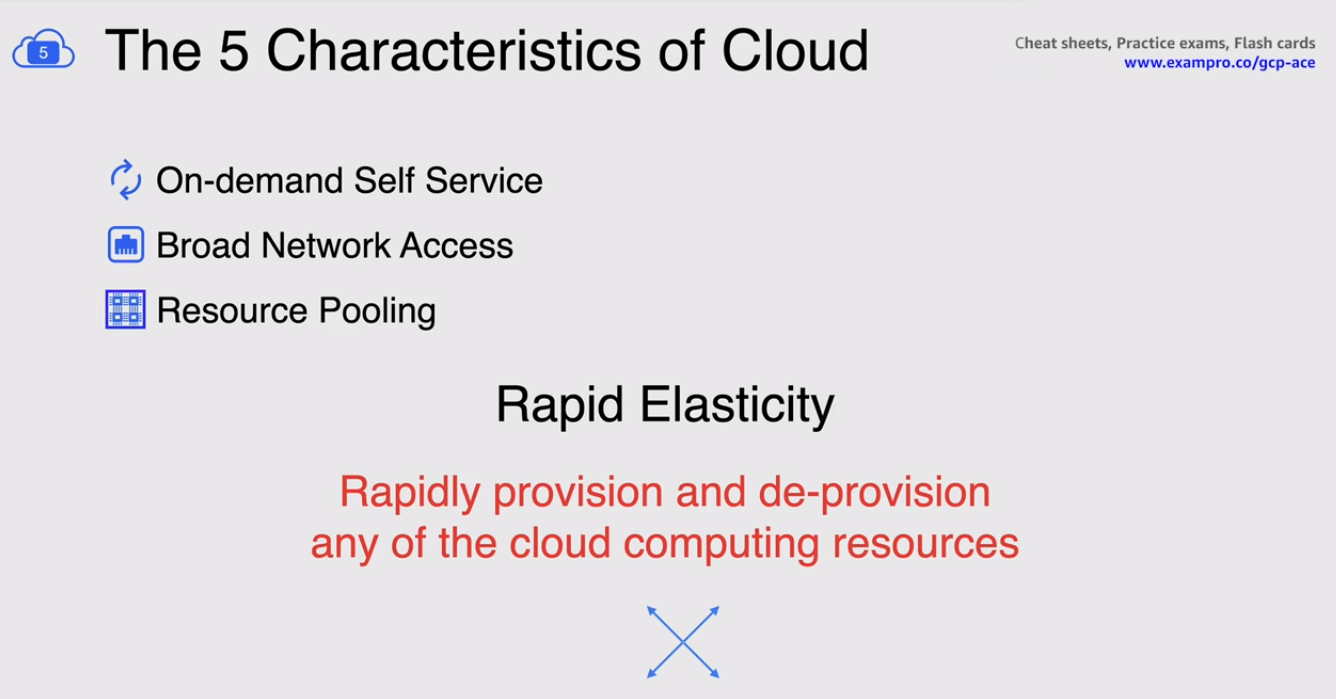 5
The 5 Characteristics of Cloud
Cheat sheets, Practice exams, Flash cards
www.exampro.co/gcp-ace
On-demand Self Service
Broad Network Access
Resource Pooling
Rapid Elasticity
Rapidly provision and de-provision
any of the cloud computing resources